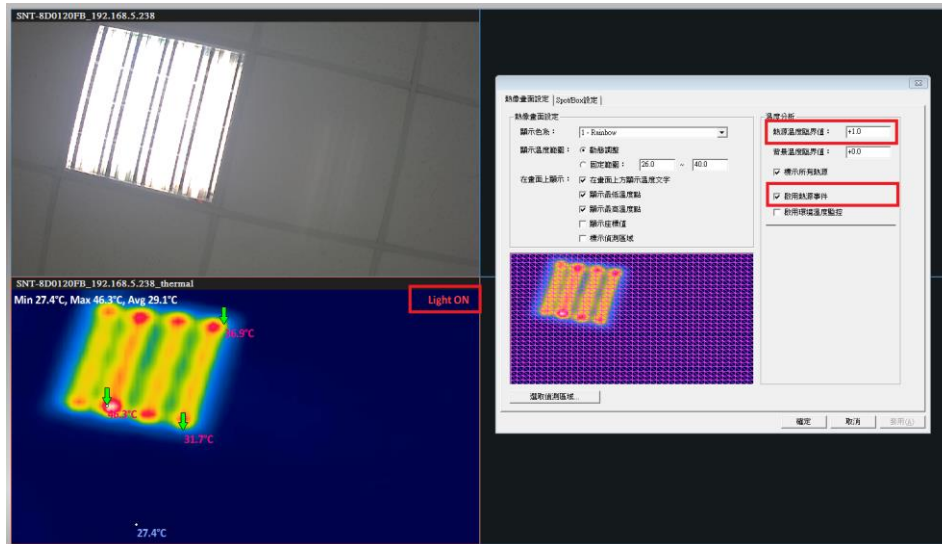 SNT-8D0120FB_192.168.5.238
SNT-8D0120FB_192.168.5.238_thermal
Min 27.4°C, Max 46.3°C, Avg 29.1°C
Light ON
36.9°C
46.3°C
31.7°C
27.4°C
熱像畫面設定 SpotBox設定
熱像畫面設定
顯示色系： 1 - Rainbow
顯示溫度範圍： 動態調整
固定範圍： 26.0 ~ 40.0
在畫面上顯示： 在畫面上方顯示溫度文字
顯示最低溫度點
顯示最高溫度點
顯示座標值
標示偵測區域
選取偵測區域...
溫度分析
熱源溫度臨界值： +1.0
背景溫度臨界值： +0.0
標示所有熱源
啟用熱源事件
啟用環境溫度監控
確定 取消 套用(A)